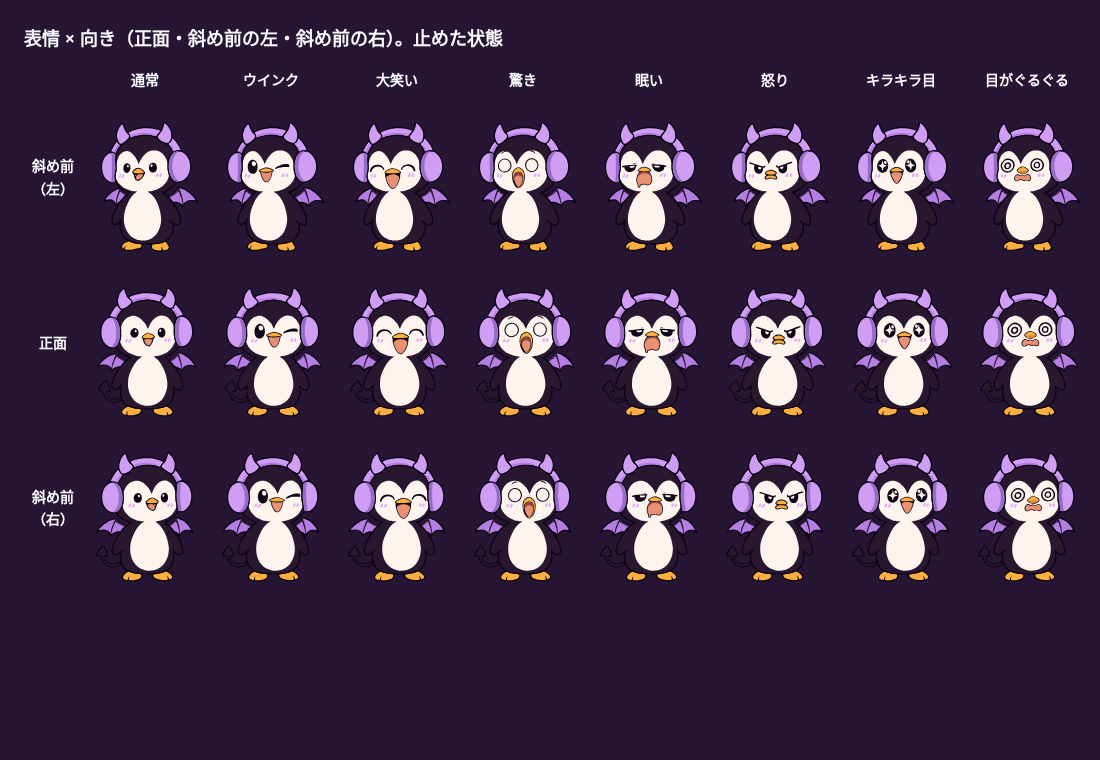 表情 × 向き（正面・斜め前の左・斜め前の右）。止めた状態
通常 ウインク 大笑い 驚き 眠い 怒り キラキラ目 目がぐるぐる
斜め前
（左）
正面
斜め前
（右）